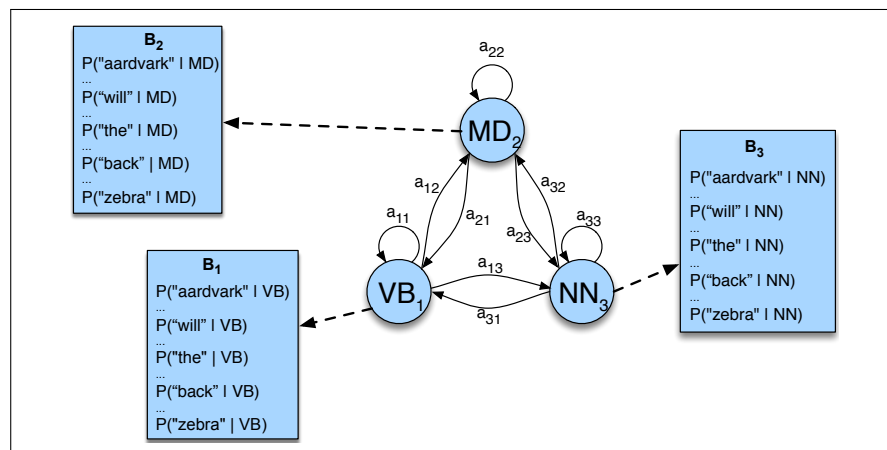 B₂
P("aardvark" | MD)
...
P(“will” | MD)
...
P("the" | MD)
...
P(“back” | MD)
...
P("zebra" | MD)
a₂₂
MD₂
B₃
P("aardvark" | NN)
...
P(“will” | NN)
...
P("the" | NN)
...
P(“back” | NN)
...
P("zebra" | NN)
a₁₂
a₃₂
a₁₁
a₂₁
a₂₃
a₃₃
B₁
P("aardvark" | VB)
...
P(“will” | VB)
...
P("the" | VB)
...
P(“back” | VB)
...
P("zebra" | VB)
a₁₃
VB₁
NN₃
a₃₁